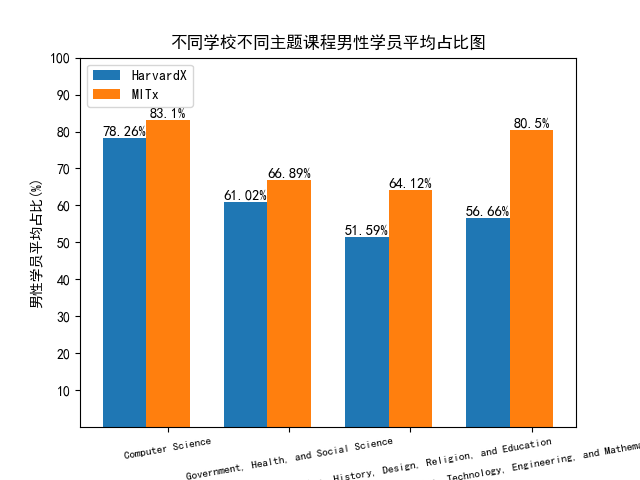 不同学校不同主题课程男性学员平均占比图
HarvardX
MITx
男性学员平均占比(%)
100
90
80
70
60
50
40
30
20
10
78.26%
83.1%
61.02%
66.89%
51.59%
64.12%
56.66%
80.5%
Computer Science
Government, Health, and Social Science
History, Design, Religion, and Education
Technology, Engineering, and Mathema